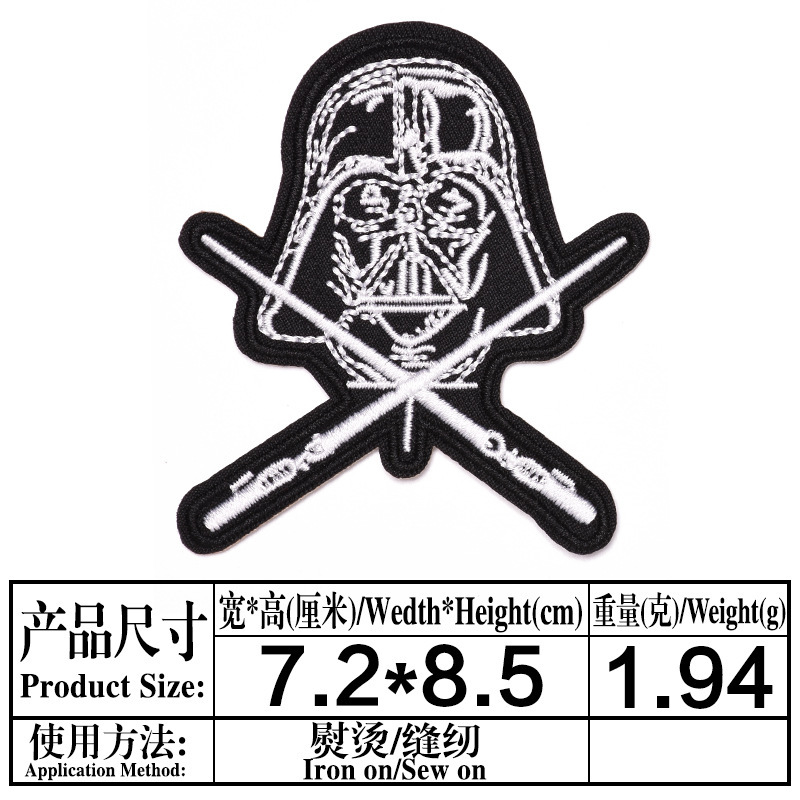 产品尺寸
Product Size:
宽*高(厘米)/Wedth*Height(cm)
7.2*8.5
重量(克)/Weight(g)
1.94
使用方法:
Application Method:
熨烫/缝纫
Iron on/Sew on